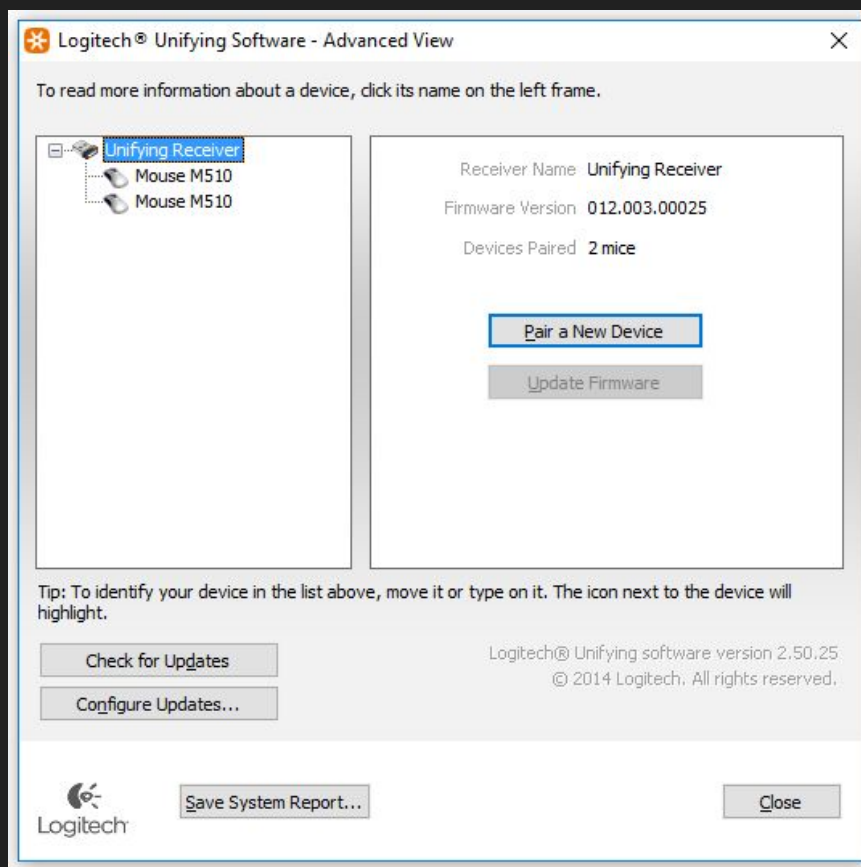 Logitech® Unifying Software - Advanced View
To read more information about a device, click its name on the left frame.
Unifying Receiver
Mouse M510
Mouse M510
Receiver Name Unifying Receiver
Firmware Version 012.003.00025
Devices Paired 2 mice
Pair a New Device
Update Firmware
Tip: To identify your device in the list above, move it or type on it. The icon next to the device will
highlight.
Check for Updates
Configure Updates...
Logitech® Unifying software version 2.50.25
© 2014 Logitech. All rights reserved.
Logitech
Save System Report...
Close